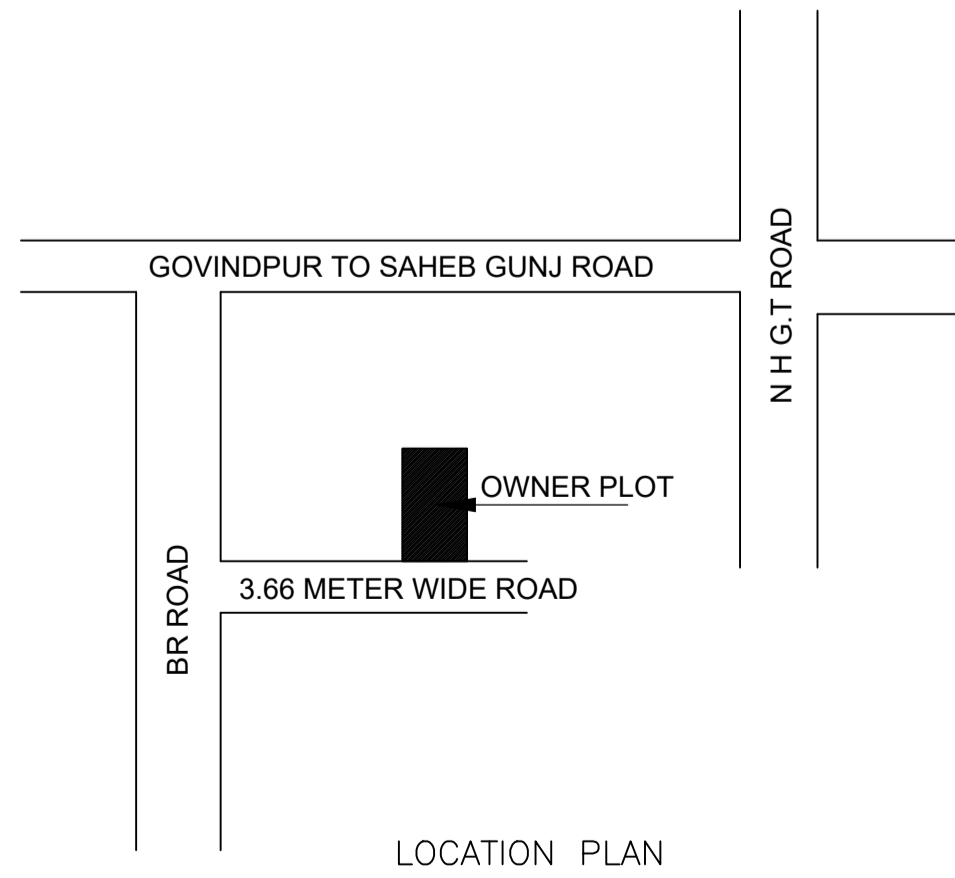 GOVINDPUR TO SAHEB GUNJ ROAD
N H G.T ROAD
OWNER PLOT
BR ROAD
3.66 METER WIDE ROAD
LOCATION PLAN